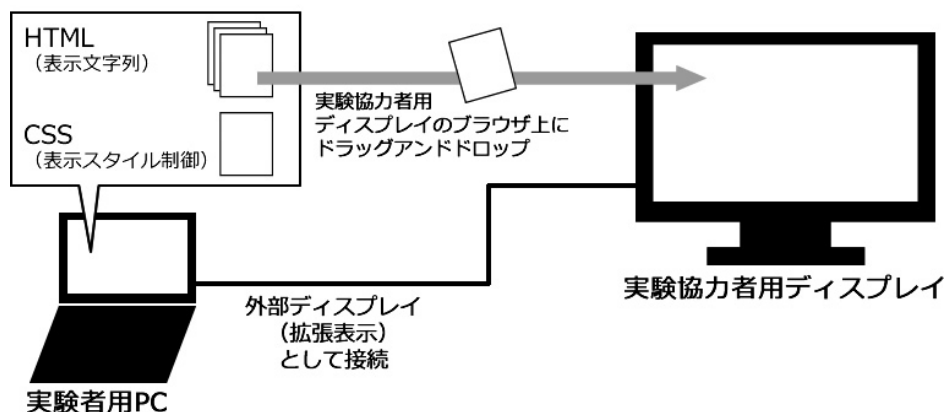 HTML
（表示文字列）
CSS
（表示スタイル制御）
実験協力者用
ディスプレイのブラウザ上に
ドラッグアンドドロップ
外部ディスプレイ
（拡張表示）
として接続
実験協力者用ディスプレイ
実験者用PC